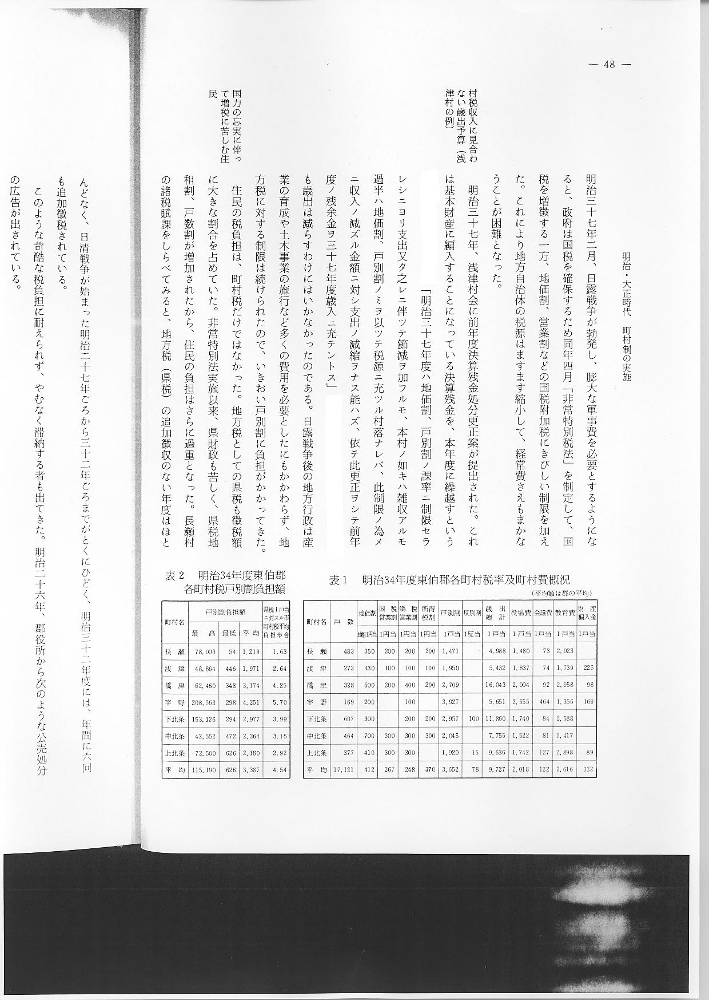 ― 48 ―
明治・大正時代　町村制の実施
明治三十七年二月、日露戦争が勃発し、膨大な軍事費を必要とするようにな
ると、政府は国税を確保するため同年四月「非常特別税法」を制定して、国
税を増徴する一方、地価割、営業割などの国税附加税にきびしい制限を加え
た。これにより地方自治体の税源はますます縮小して、経常費さえもまかな
うことが困難となった。
村税収入に見合わ
ない歳出予算（浅
津村の例）
明治三十七年、浅津村会に前年度決算残金処分更正案が提出された。これ
は基本財産に編入することになっている決算残金を、本年度に繰越すという
「明治三十七年度ハ地価割、戸別割ノ課率ニ制限セラ
レシニヨリ支出又タ之レニ伴ツテ節減ヲ加フルモ、本村ノ如キハ雑収アルモ
過半ハ地価割、戸別割ノミヲ以ツテ税源ニ充ツル村落ナレバ、此制限ノ為メ
ニ収入ノ減ズル金額ニ対シ支出ノ減縮ヲナス能ハズ、依テ此更正ヲシテ前年
度ノ残余金ヲ三十七年度歳入ニ充テントス」
も歳出は減らすわけにはいかなかったのである。日露戦争後の地方行政は産
業の育成や土木事業の施行など多くの費用を必要としたにもかかわらず、地
方税に対する制限は続けられたので、いきおい戸別割に負担がかかってきた。
国力の忘実に伴っ
て増税に苦しむ住
民
住民の税負担は、町村税だけではなかった。地方税としての県税も徴税額
に大きな割合を占めていた。非常特別法実施以来、県財政も苦しく、県税地
租割、戸数割が増加されたから、住民の負担はさらに過重となった。長瀬村
の諸税賦課をしらべてみると、地方税（県税）の追加徴収のない年度はほと
表1　明治34年度東伯郡各町村税率及町村費概況
(平均額は郡の平均)
町村名 戸数 地価割 国税営業割 縣税営業割 所得税割 戸別割 反別割 歳出総計 役場費 会議費 教育費 財産編入金
地租1円当 1円当 1円当 1円当 1戸当 1反当 1戸当 1戸当 1戸当 1戸当 1戸当
長瀬 483 350 200 200 200 1,471 4,988 1,480 73 2,023
浅津 273 430 100 100 100 1,950 5,432 1,837 74 1,739 225
橋津 328 500 200 400 200 2,709 16,043 2,004 92 2,958 98
宇野 169 200 100 3,927 5,651 2,655 464 1,356 169
下北条 607 300 200 200 2,957 100 11,860 1,740 84 2,588
中北条 464 700 300 300 300 2,045 7,755 1,522 81 2,417
上北条 377 410 300 300 1,920 15 9,636 1,742 127 2,898 89
平均 17,121 412 267 248 370 3,652 78 9,727 2,018 122 2,616 332
表2　明治34年度東伯郡
各町村税戸別割負担額
町村名 戸別割負担額 県税1戸当ニ対スル市町村税平均負担歩合
最高 最低 平均
長瀬 78,003 54 1,219 1.63
浅津 48,864 446 1,971 2.64
橋津 62,460 348 3,174 4.25
宇野 208,563 298 4,251 5.70
下北条 153,126 294 2,977 3.99
中北条 42,552 472 2,364 3.16
上北条 72,500 626 2,180 2.92
平均 115,190 626 3,387 4.54
んどなく、日清戦争が始まった明治二十七年ごろから三十二年ごろまでがとくにひどく、明治三十二年度には、年間に六回
も追加徴税されている。
このような苛酷な税負担に耐えられず、やむなく滞納する者も出てきた。明治二十六年、郡役所から次のような公売処分
の広告が出されている。